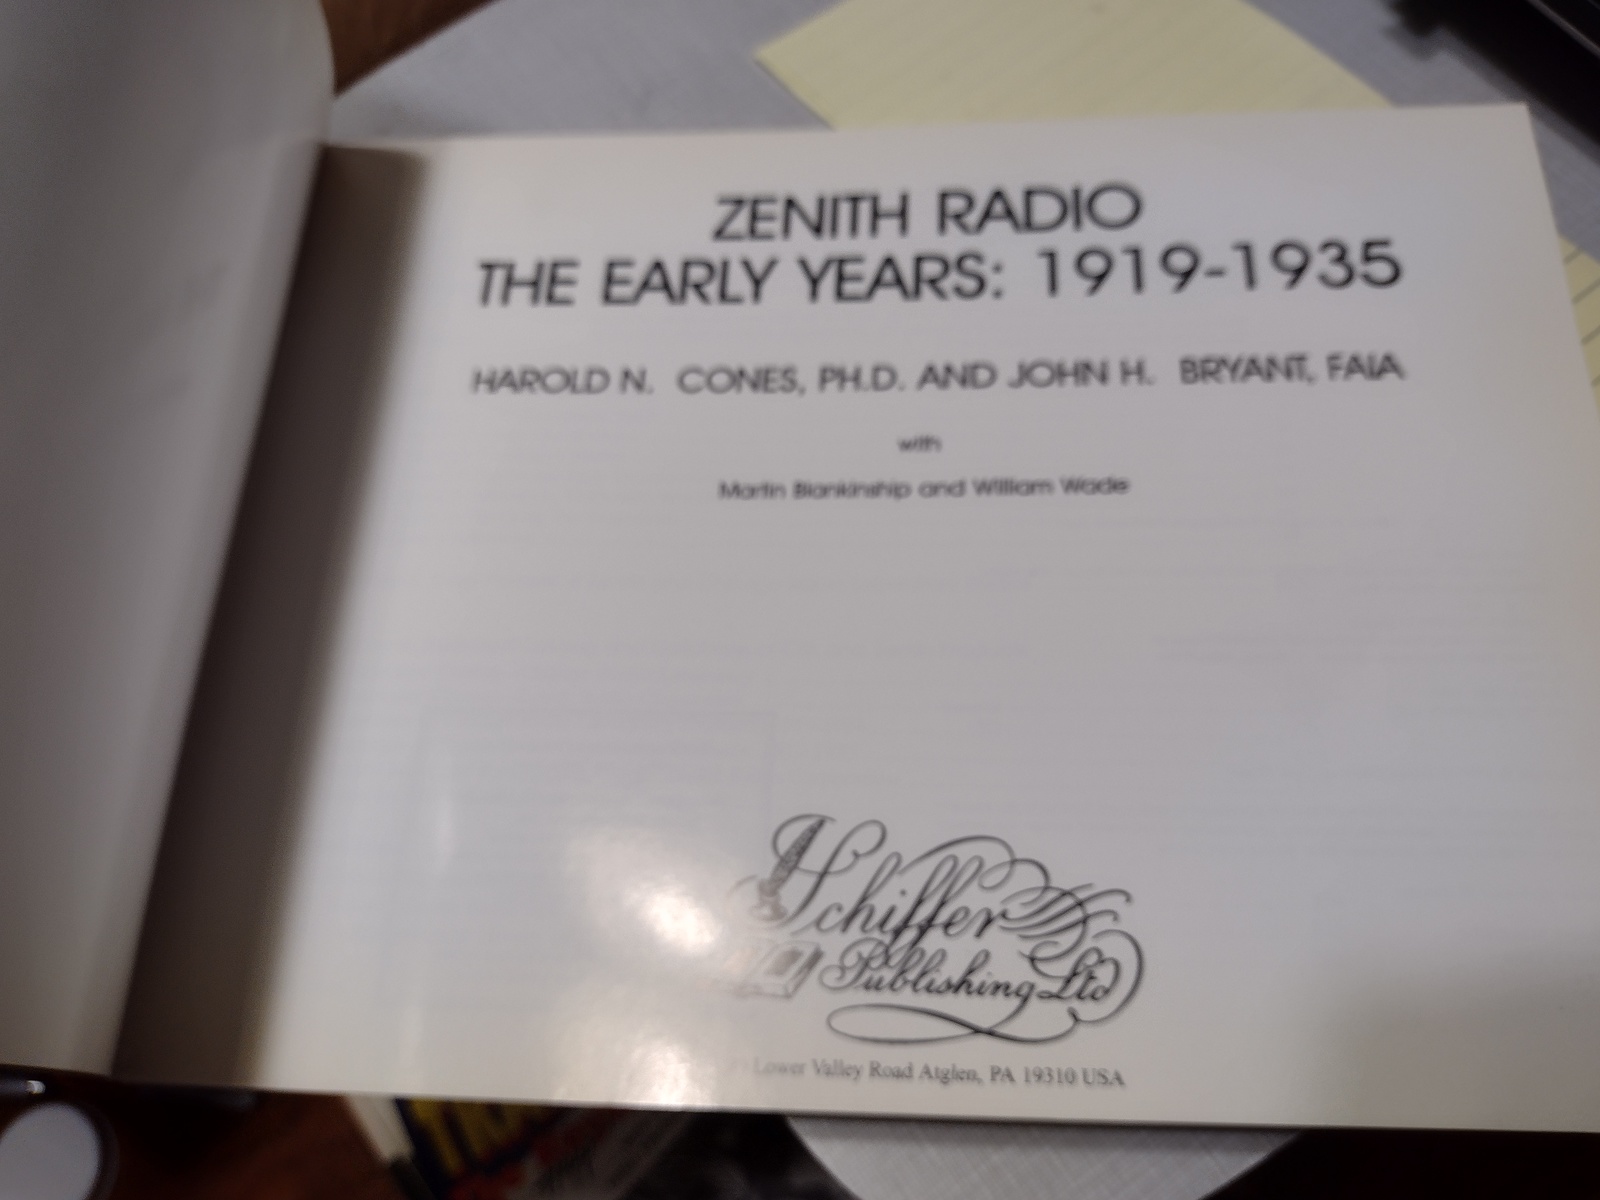 ZENITH RADIO
THE EARLY YEARS: 1919-1935
HAROLD N. CONES, PH.D. AND JOHN H. BRYANT, FAIA
with
Martin Blankinship and William Wade
Schiffer
Publishing Ltd
Lower Valley Road Atglen, PA 19310 USA